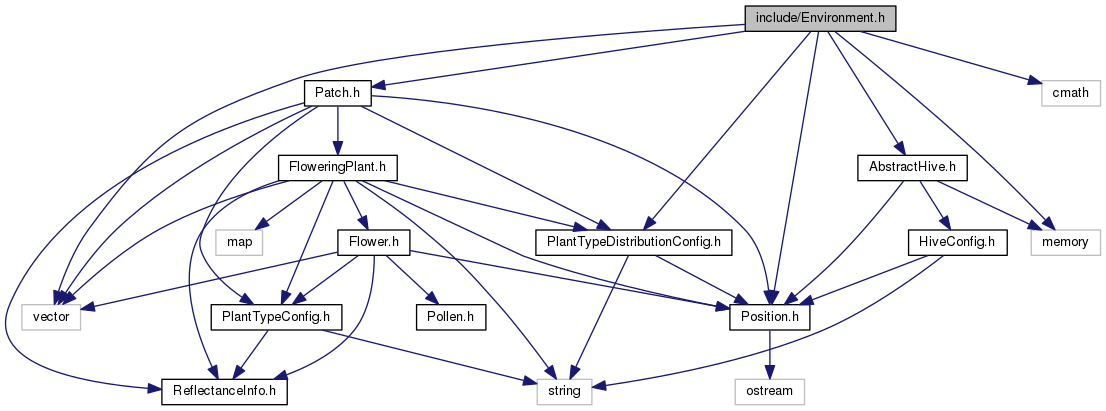 include/Environment.h
Patch.h
cmath
FloweringPlant.h
AbstractHive.h
map
Flower.h
PlantTypeDistributionConfig.h
HiveConfig.h
memory
vector
PlantTypeConfig.h
Pollen.h
Position.h
ReflectanceInfo.h
string
ostream